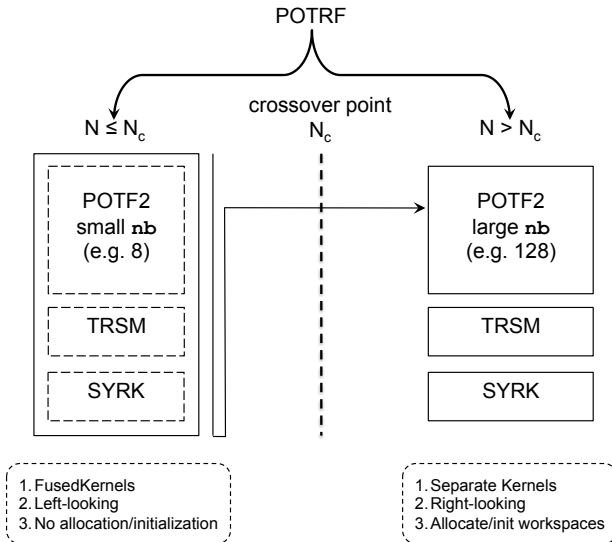 POTRF
crossover point
N ≤ Nc
Nc
N > Nc
POTF2
small nb
(e.g. 8)
TRSM
SYRK
POTF2
large nb
(e.g. 128)
TRSM
SYRK
1. FusedKernels
2. Left-looking
3. No allocation/initialization
1. Separate Kernels
2. Right-looking
3. Allocate/init workspaces